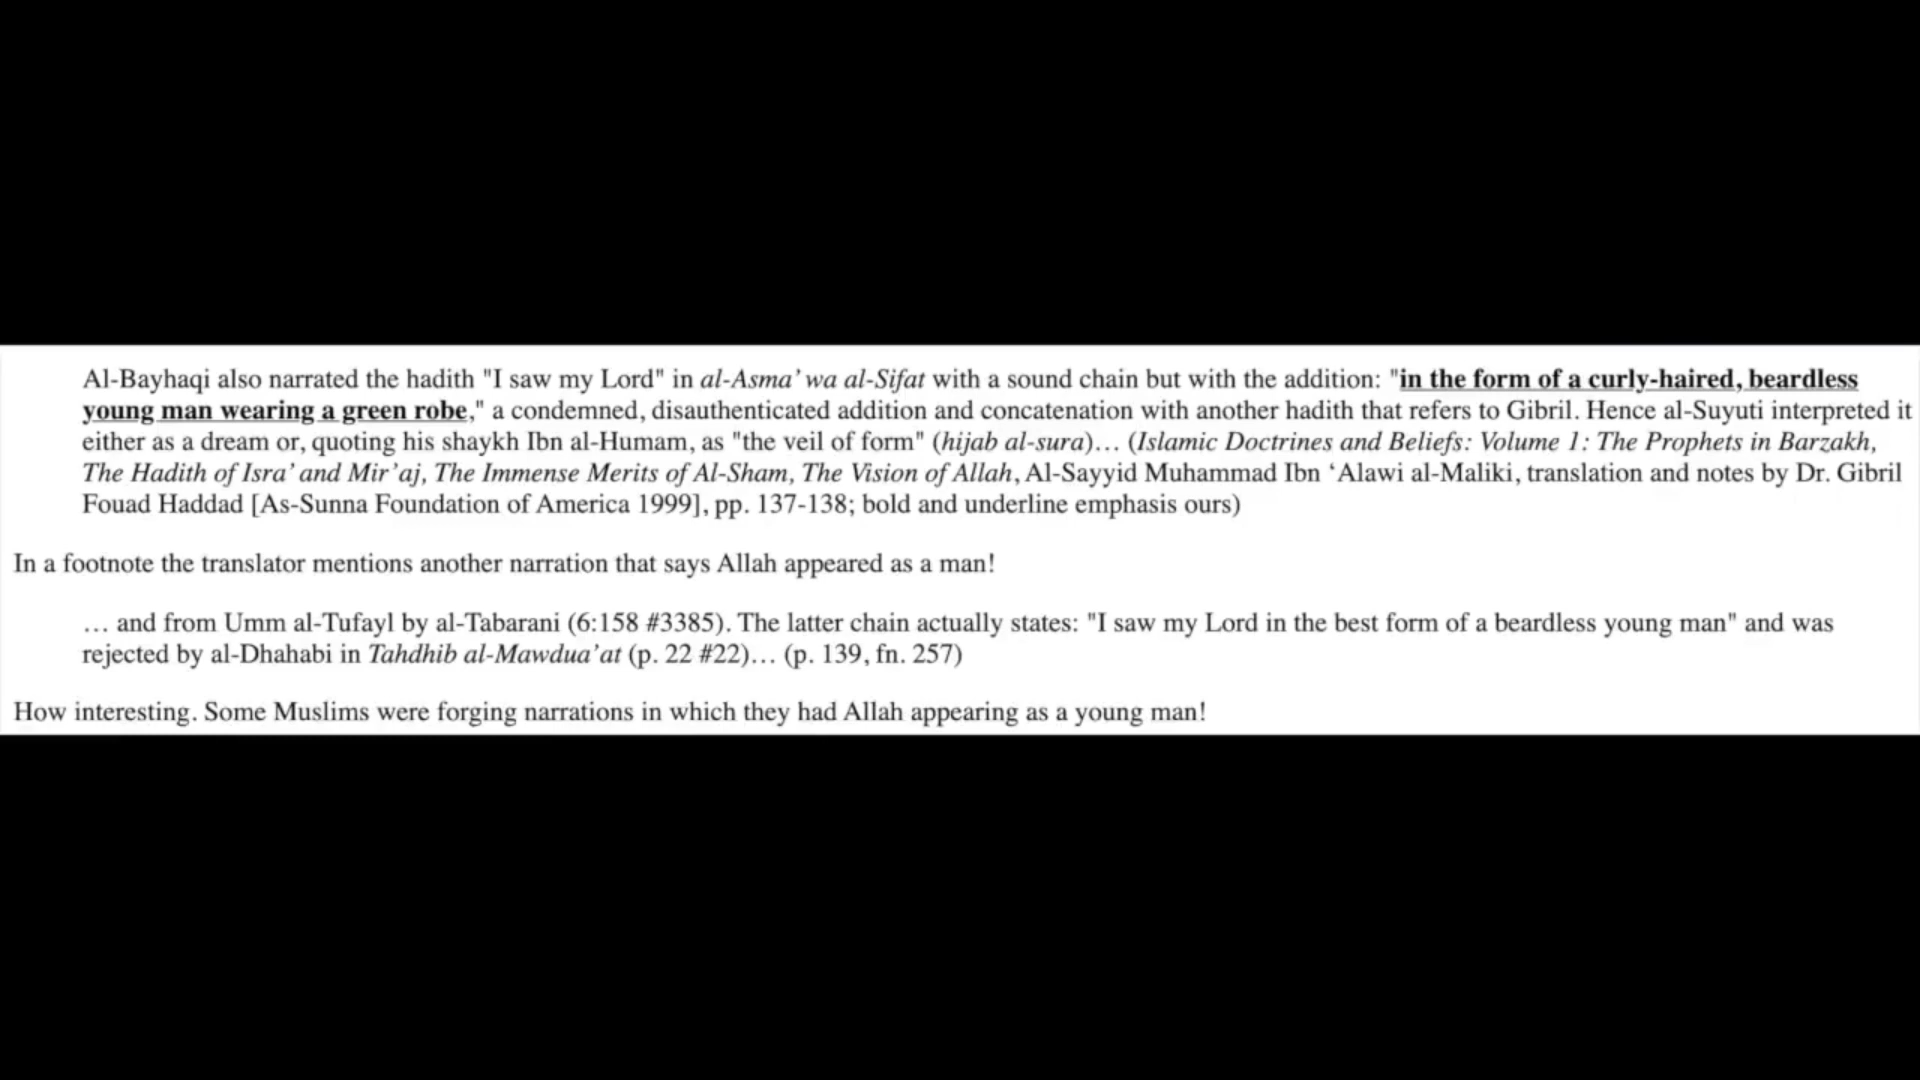 Al-Bayhaqi also narrated the hadith "I saw my Lord" in al-Asma’ wa al-Sifat with a sound chain but with the addition: "in the form of a curly-haired, beardless
young man wearing a green robe," a condemned, disauthenticated addition and concatenation with another hadith that refers to Gibril. Hence al-Suyuti interpreted it
either as a dream or, quoting his shaykh Ibn al-Humam, as "the veil of form" (hijab al-sura)… (Islamic Doctrines and Beliefs: Volume 1: The Prophets in Barzakh,
The Hadith of Isra’ and Mir’aj, The Immense Merits of Al-Sham, The Vision of Allah, Al-Sayyid Muhammad Ibn ‘Alawi al-Maliki, translation and notes by Dr. Gibril
Fouad Haddad [As-Sunna Foundation of America 1999], pp. 137-138; bold and underline emphasis ours)
In a footnote the translator mentions another narration that says Allah appeared as a man!
… and from Umm al-Tufayl by al-Tabarani (6:158 #3385). The latter chain actually states: "I saw my Lord in the best form of a beardless young man" and was
rejected by al-Dhahabi in Tahdhib al-Mawdua’at (p. 22 #22)… (p. 139, fn. 257)
How interesting. Some Muslims were forging narrations in which they had Allah appearing as a young man!